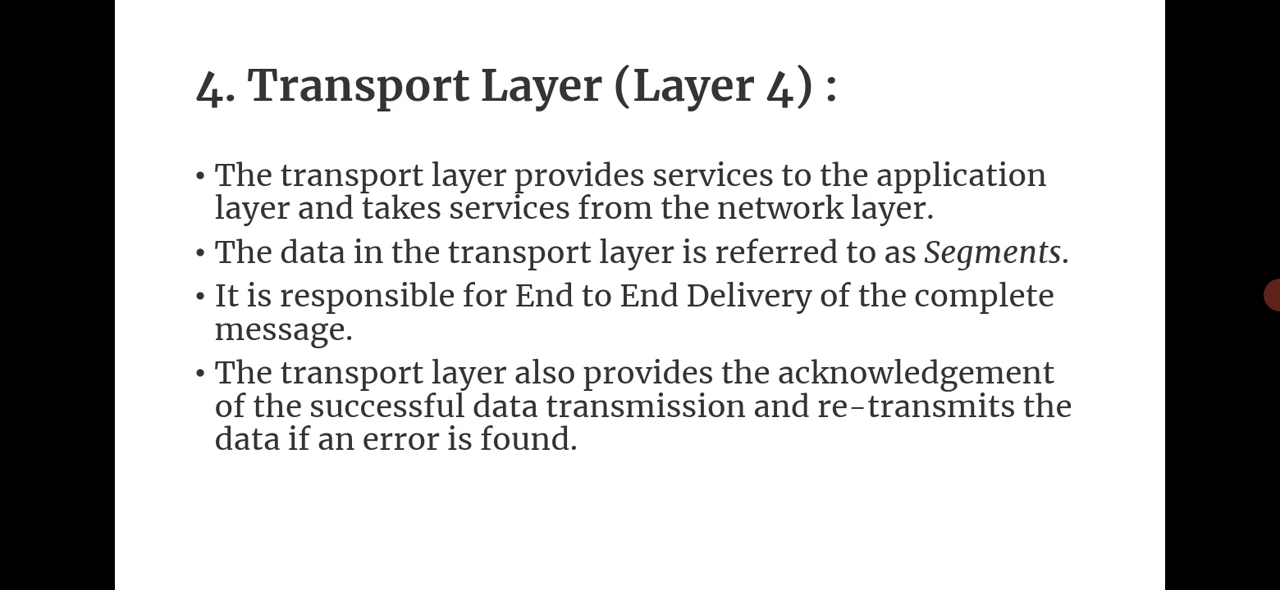 4. Transport Layer (Layer 4) :
• The transport layer provides services to the application
layer and takes services from the network layer.
• The data in the transport layer is referred to as Segments.
• It is responsible for End to End Delivery of the complete
message.
• The transport layer also provides the acknowledgement
of the successful data transmission and re-transmits the
data if an error is found.